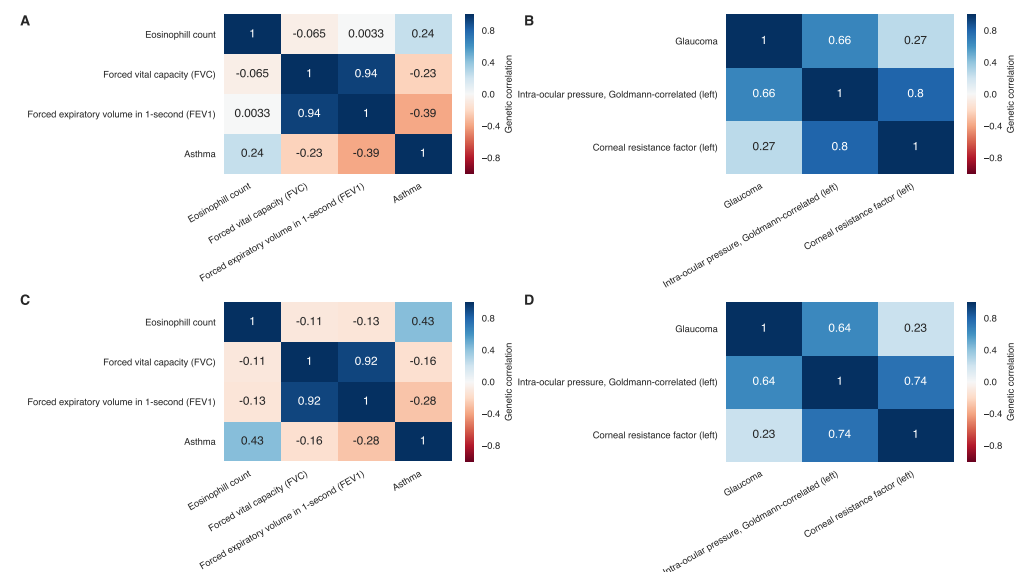 A
Eosinophill count
Forced vital capacity (FVC)
Forced expiratory volume in 1-second (FEV1)
Asthma
1 -0.065 0.0033 0.24
-0.065 1 0.94 -0.23
0.0033 0.94 1 -0.39
0.24 -0.23 -0.39 1
Eosinophill count
Forced vital capacity (FVC)
Forced expiratory volume in 1-second (FEV1)
Asthma
0.8
0.4
0.0
−0.4
−0.8
Genetic correlation
B
Glaucoma
Intra-ocular pressure, Goldmann-correlated (left)
Corneal resistance factor (left)
1 0.66 0.27
0.66 1 0.8
0.27 0.8 1
Glaucoma
Intra-ocular pressure, Goldmann-correlated (left)
Corneal resistance factor (left)
0.8
0.4
0.0
−0.4
−0.8
Genetic correlation
C
Eosinophill count
Forced vital capacity (FVC)
Forced expiratory volume in 1-second (FEV1)
Asthma
1 -0.11 -0.13 0.43
-0.11 1 0.92 -0.16
-0.13 0.92 1 -0.28
0.43 -0.16 -0.28 1
Eosinophill count
Forced vital capacity (FVC)
Forced expiratory volume in 1-second (FEV1)
Asthma
0.8
0.4
0.0
−0.4
−0.8
Genetic correlation
D
Glaucoma
Intra-ocular pressure, Goldmann-correlated (left)
Corneal resistance factor (left)
1 0.64 0.23
0.64 1 0.74
0.23 0.74 1
Glaucoma
Intra-ocular pressure, Goldmann-correlated (left)
Corneal resistance factor (left)
0.8
0.4
0.0
−0.4
−0.8
Genetic correlation